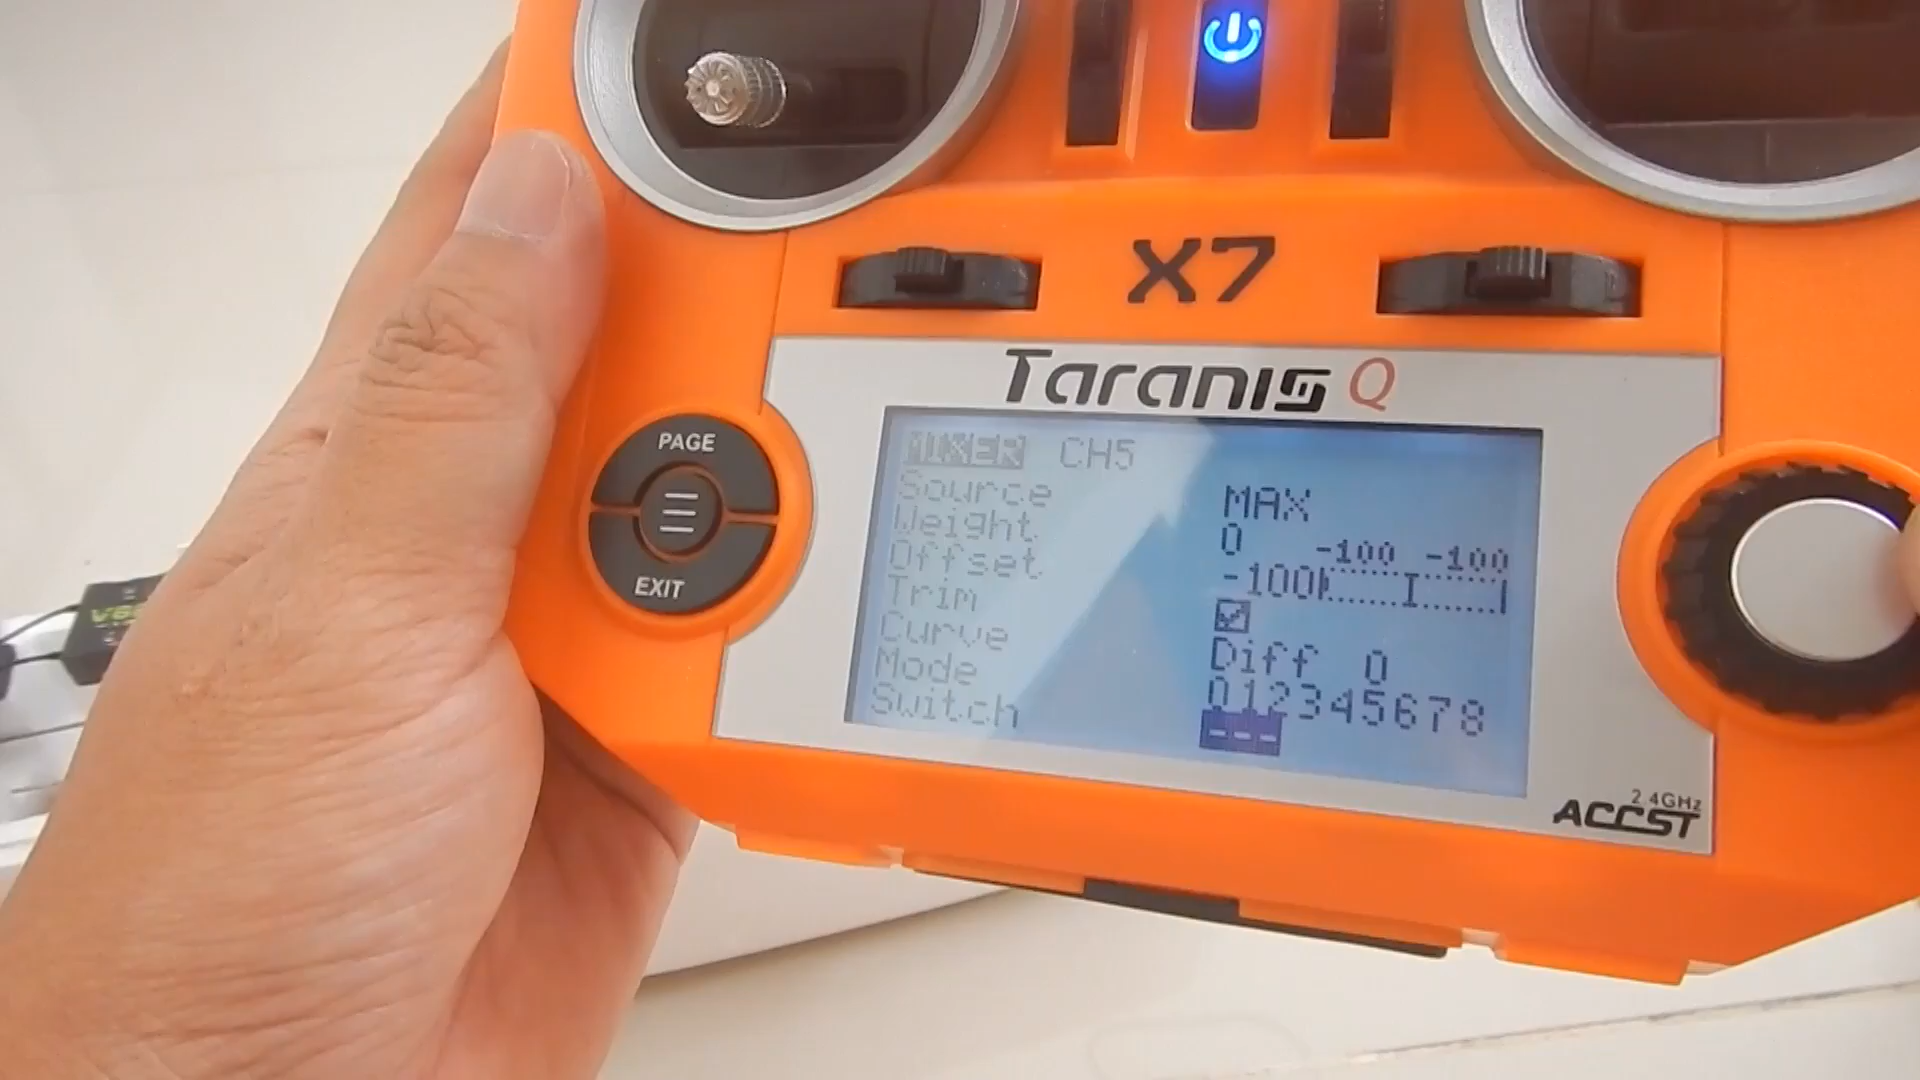 X7
Taranis Q
PAGE
EXIT
MIXER CH5
Source MAX
Weight 0 -100 -100
Offset -100
Trim
Curve Diff 0
Mode 012345678
Switch ---
2.4GHz
ACCST